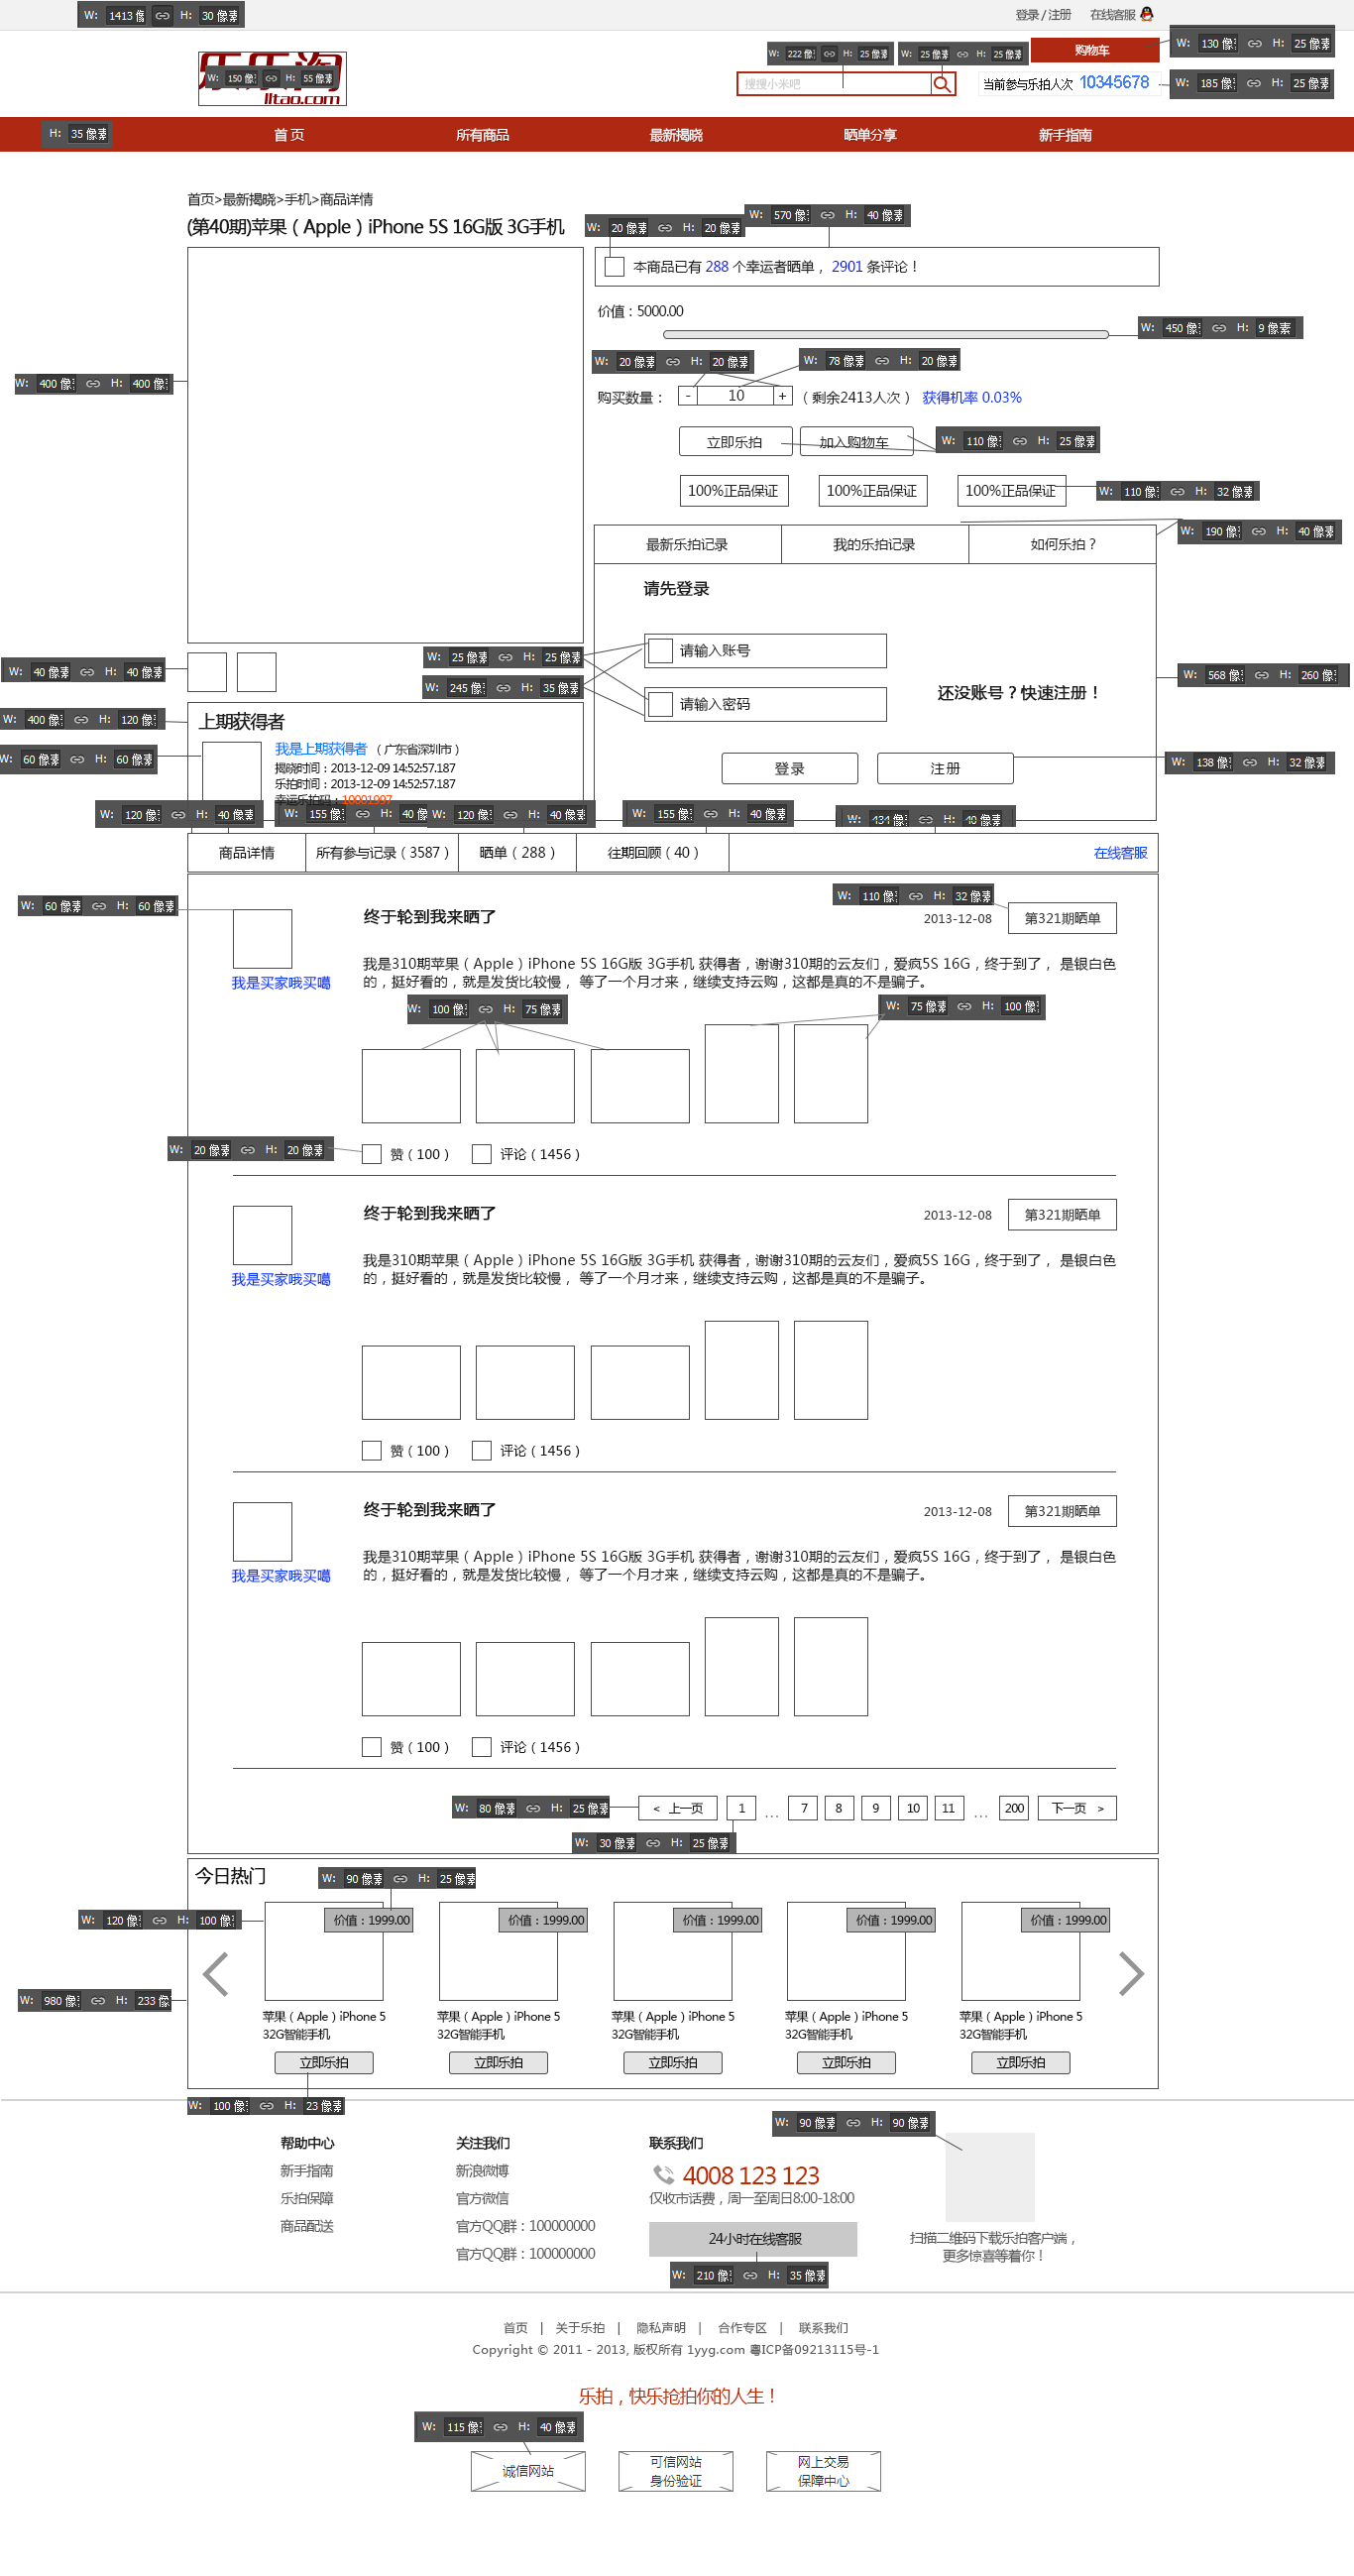 W: 1413 像 H: 30 像素
登录 / 注册 在线客服
乐乐淘
W: 150 像 H: 55 像素
lltao.com
W: 222 像 H: 25 像素
W: 25 像素 H: 25 像素
购物车
W: 130 像 H: 25 像素
搜搜小米吧
当前参与乐拍人次 10345678
W: 185 像 H: 25 像素
H: 35 像素
首 页 所有商品 最新揭晓 晒单分享 新手指南
首页>最新揭晓>手机>商品详情
(第40期)苹果（Apple）iPhone 5S 16G版 3G手机
W: 20 像素 H: 20 像素
W: 570 像 H: 40 像素
本商品已有 288 个幸运者晒单， 2901 条评论！
价值：5000.00
W: 450 像 H: 9 像素
W: 20 像素 H: 20 像素
W: 78 像素 H: 20 像素
W: 400 像 H: 400 像
购买数量： - 10 + （ 剩余2413人次 ） 获得机率 0.03%
立即乐拍 加入购物车
W: 110 像 H: 25 像素
100%正品保证 100%正品保证 100%正品保证
W: 110 像 H: 32 像素
W: 190 像 H: 40 像素
最新乐拍记录 我的乐拍记录 如何乐拍？
请先登录
W: 25 像素 H: 25 像素
请输入账号
W: 40 像素 H: 40 像素
W: 245 像 H: 35 像素
W: 568 像 H: 260 像
还没账号？快速注册！
请输入密码
W: 400 像 H: 120 像
上期获得者
我是上期获得者 （ 广东省深圳市 ）
W: 60 像素 H: 60 像素
揭晓时间：2013-12-09 14:52:57.187
乐拍时间：2013-12-09 14:52:57.187
幸运乐拍码：10001997
登录 注册
W: 138 像 H: 32 像素
W: 120 像 H: 40 像素
W: 155 像 H: 40 像
W: 120 像 H: 40 像素
W: 155 像 H: 40 像素
W: 434 像 H: 40 像素
商品详情 所有参与记录（3587 ） 晒单（ 288 ） 往期回顾（ 40 ） 在线客服
W: 60 像素 H: 60 像素
W: 110 像 H: 32 像素
终于轮到我来晒了 2013-12-08 第321期晒单
我是310期苹果（Apple）iPhone 5S 16G版 3G手机 获得者，谢谢310期的云友们，爱疯5S 16G，终于到了， 是银白色
的，挺好看的，就是发货比较慢， 等了一个月才来，继续支持云购，这都是真的不是骗子。
我是买家哦买噶
W: 100 像 H: 75 像素
W: 75 像素 H: 100 像
W: 20 像素 H: 20 像素
赞（ 100 ） 评论（ 1456 ）
终于轮到我来晒了 2013-12-08 第321期晒单
我是310期苹果（Apple）iPhone 5S 16G版 3G手机 获得者，谢谢310期的云友们，爱疯5S 16G，终于到了， 是银白色
的，挺好看的，就是发货比较慢， 等了一个月才来，继续支持云购，这都是真的不是骗子。
我是买家哦买噶
赞（ 100 ） 评论（ 1456 ）
终于轮到我来晒了 2013-12-08 第321期晒单
我是310期苹果（Apple）iPhone 5S 16G版 3G手机 获得者，谢谢310期的云友们，爱疯5S 16G，终于到了， 是银白色
的，挺好看的，就是发货比较慢， 等了一个月才来，继续支持云购，这都是真的不是骗子。
我是买家哦买噶
赞（ 100 ） 评论（ 1456 ）
W: 80 像素 H: 25 像素
< 上一页 1 ... 7 8 9 10 11 ... 200 下一页 >
W: 30 像素 H: 25 像素
今日热门
W: 90 像素 H: 25 像素
W: 120 像 H: 100 像
价值：1999.00 价值：1999.00 价值：1999.00 价值：1999.00 价值：1999.00
W: 980 像 H: 233 像
苹果（ Apple ）iPhone 5 苹果（ Apple ）iPhone 5 苹果（ Apple ）iPhone 5 苹果（ Apple ）iPhone 5 苹果（ Apple ）iPhone 5
32G智能手机 32G智能手机 32G智能手机 32G智能手机 32G智能手机
立即乐拍 立即乐拍 立即乐拍 立即乐拍 立即乐拍
W: 100 像 H: 23 像素
W: 90 像素 H: 90 像素
帮助中心 关注我们 联系我们
新手指南 新浪微博 4008 123 123
乐拍保障 官方微信 仅收市话费，周一至周日8:00-18:00
商品配送 官方QQ群：100000000 24小时在线客服
官方QQ群：100000000
扫描二维码下载乐拍客户端，
更多惊喜等着你！
W: 210 像 H: 35 像素
首页 | 关于乐拍 | 隐私声明 | 合作专区 | 联系我们
Copyright © 2011 - 2013, 版权所有 1yyg.com 粤ICP备09213115号-1
乐拍，快乐抢拍你的人生！
W: 115 像 H: 40 像素
诚信网站
可信网站
身份验证
网上交易
保障中心